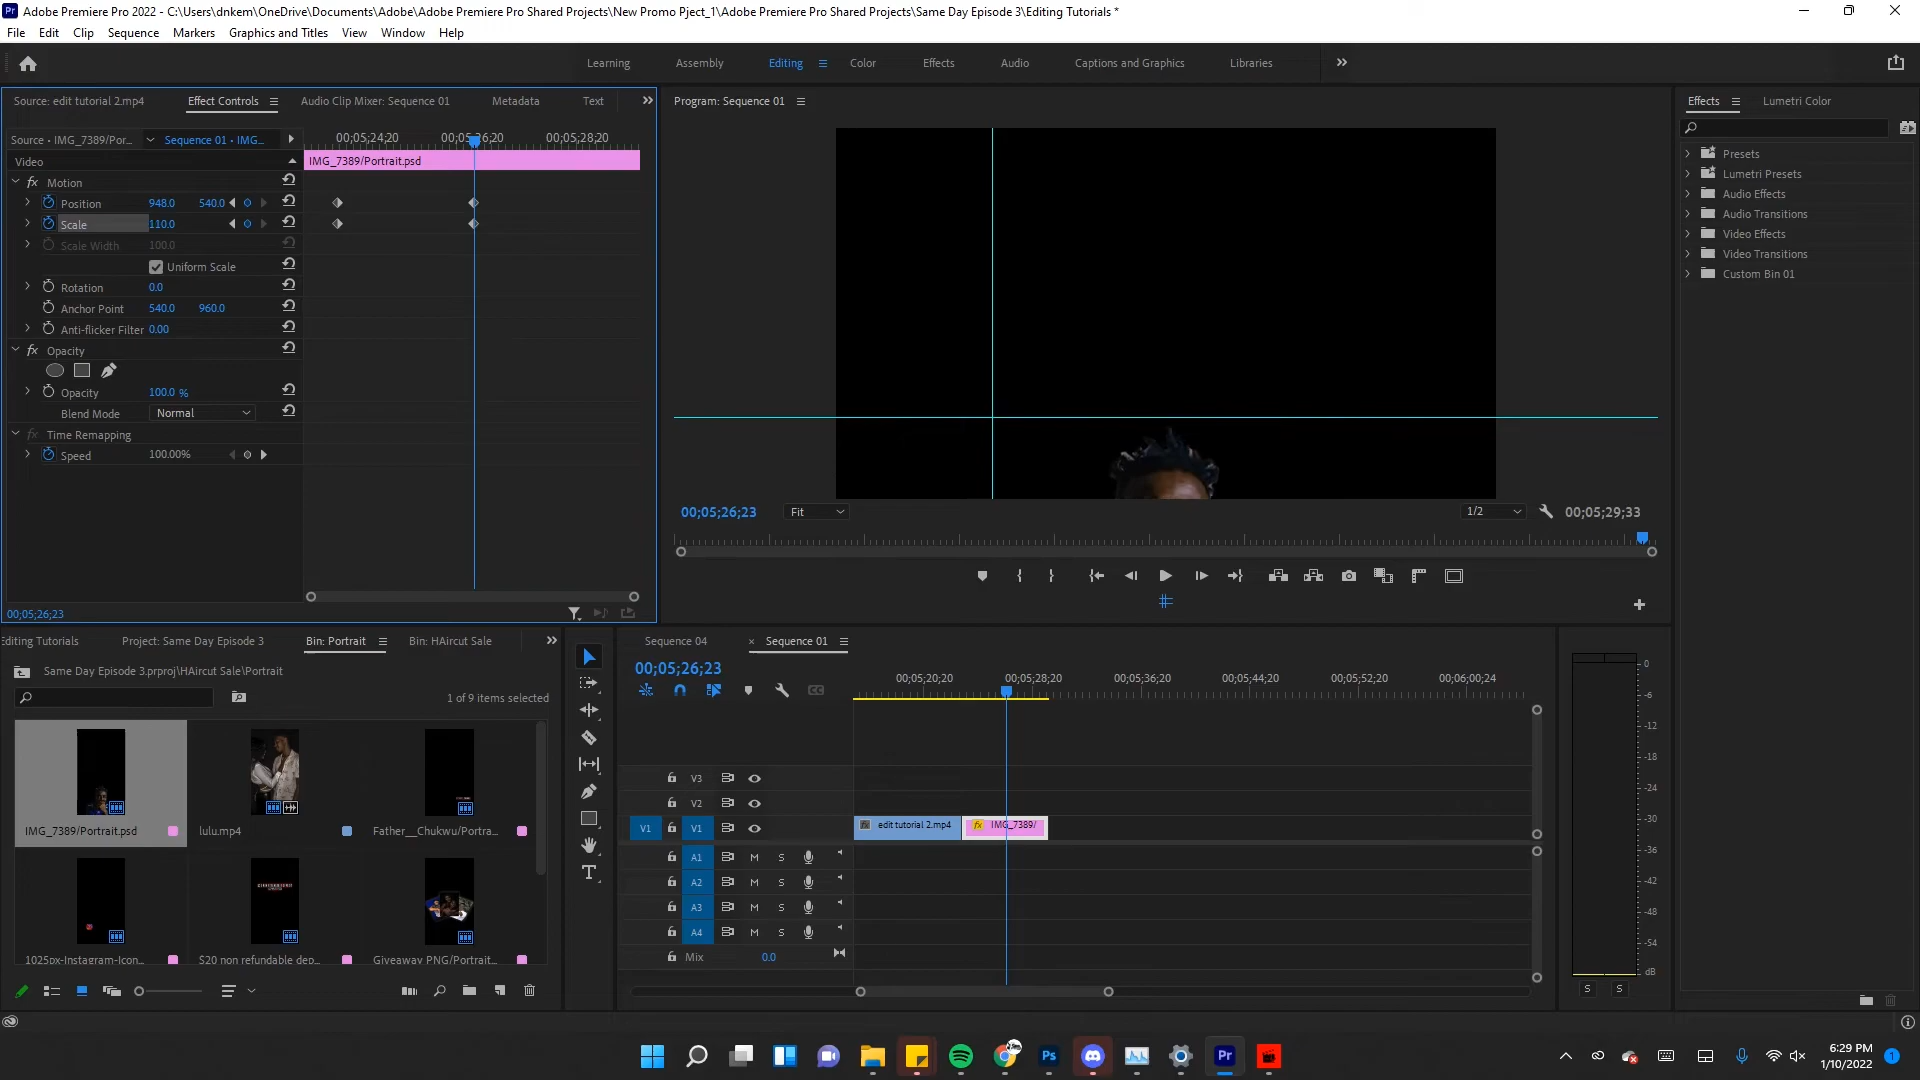 Adobe Premiere Pro 2022 - C:\Users\dnkem\OneDrive\Documents\Adobe\Adobe Premiere Pro Shared Projects\New Promo Pject_1\Adobe Premiere Pro Shared Projects\Same Day Episode 3\Editing Tutorials *
File Edit Clip Sequence Markers Graphics and Titles View Window Help
Learning Assembly Editing Color Effects Audio Captions and Graphics Libraries
Source: edit tutorial 2.mp4 Effect Controls Audio Clip Mixer: Sequence 01 Metadata Text
Program: Sequence 01
Effects Lumetri Color
Source • IMG_7389/Por... Sequence 01 • IMG...
00;05;24;20 00;05;26;20 00;05;28;20
Video
IMG_7389/Portrait.psd
fx Motion
Position 948.0 540.0
Scale 110.0
Scale Width 100.0
Uniform Scale
Rotation 0.0
Anchor Point 540.0 960.0
Anti-flicker Filter 0.00
fx Opacity
Opacity 100.0 %
Blend Mode Normal
fx Time Remapping
Speed 100.00%
00;05;26;23
Presets
Lumetri Presets
Audio Effects
Audio Transitions
Video Effects
Video Transitions
Custom Bin 01
00;05;26;23 Fit 1/2 00;05;29;33
Editing Tutorials Project: Same Day Episode 3 Bin: Portrait Bin: HAircut Sale
Same Day Episode 3.prproj\HAircut Sale\Portrait
1 of 9 items selected
IMG_7389/Portrait.psd lulu.mp4 Father__Chukwu/Portra...
1025px-Instagram-Icon... S20 non refundable dep... Giveaway PNG/Portrait...
Sequence 04 × Sequence 01
00;05;26;23
00;05;20;20 00;05;28;20 00;05;36;20 00;05;44;20 00;05;52;20 00;06;00;24
V3
V2
V1 V1 edit tutorial 2.mp4 fx IMG_7389/
A1 M S
A2 M S
A3 M S
A4 M S
Mix 0.0
0
-6
-12
-18
-24
-30
-36
-42
-48
-54
dB
S S
6:29 PM
1/10/2022
1